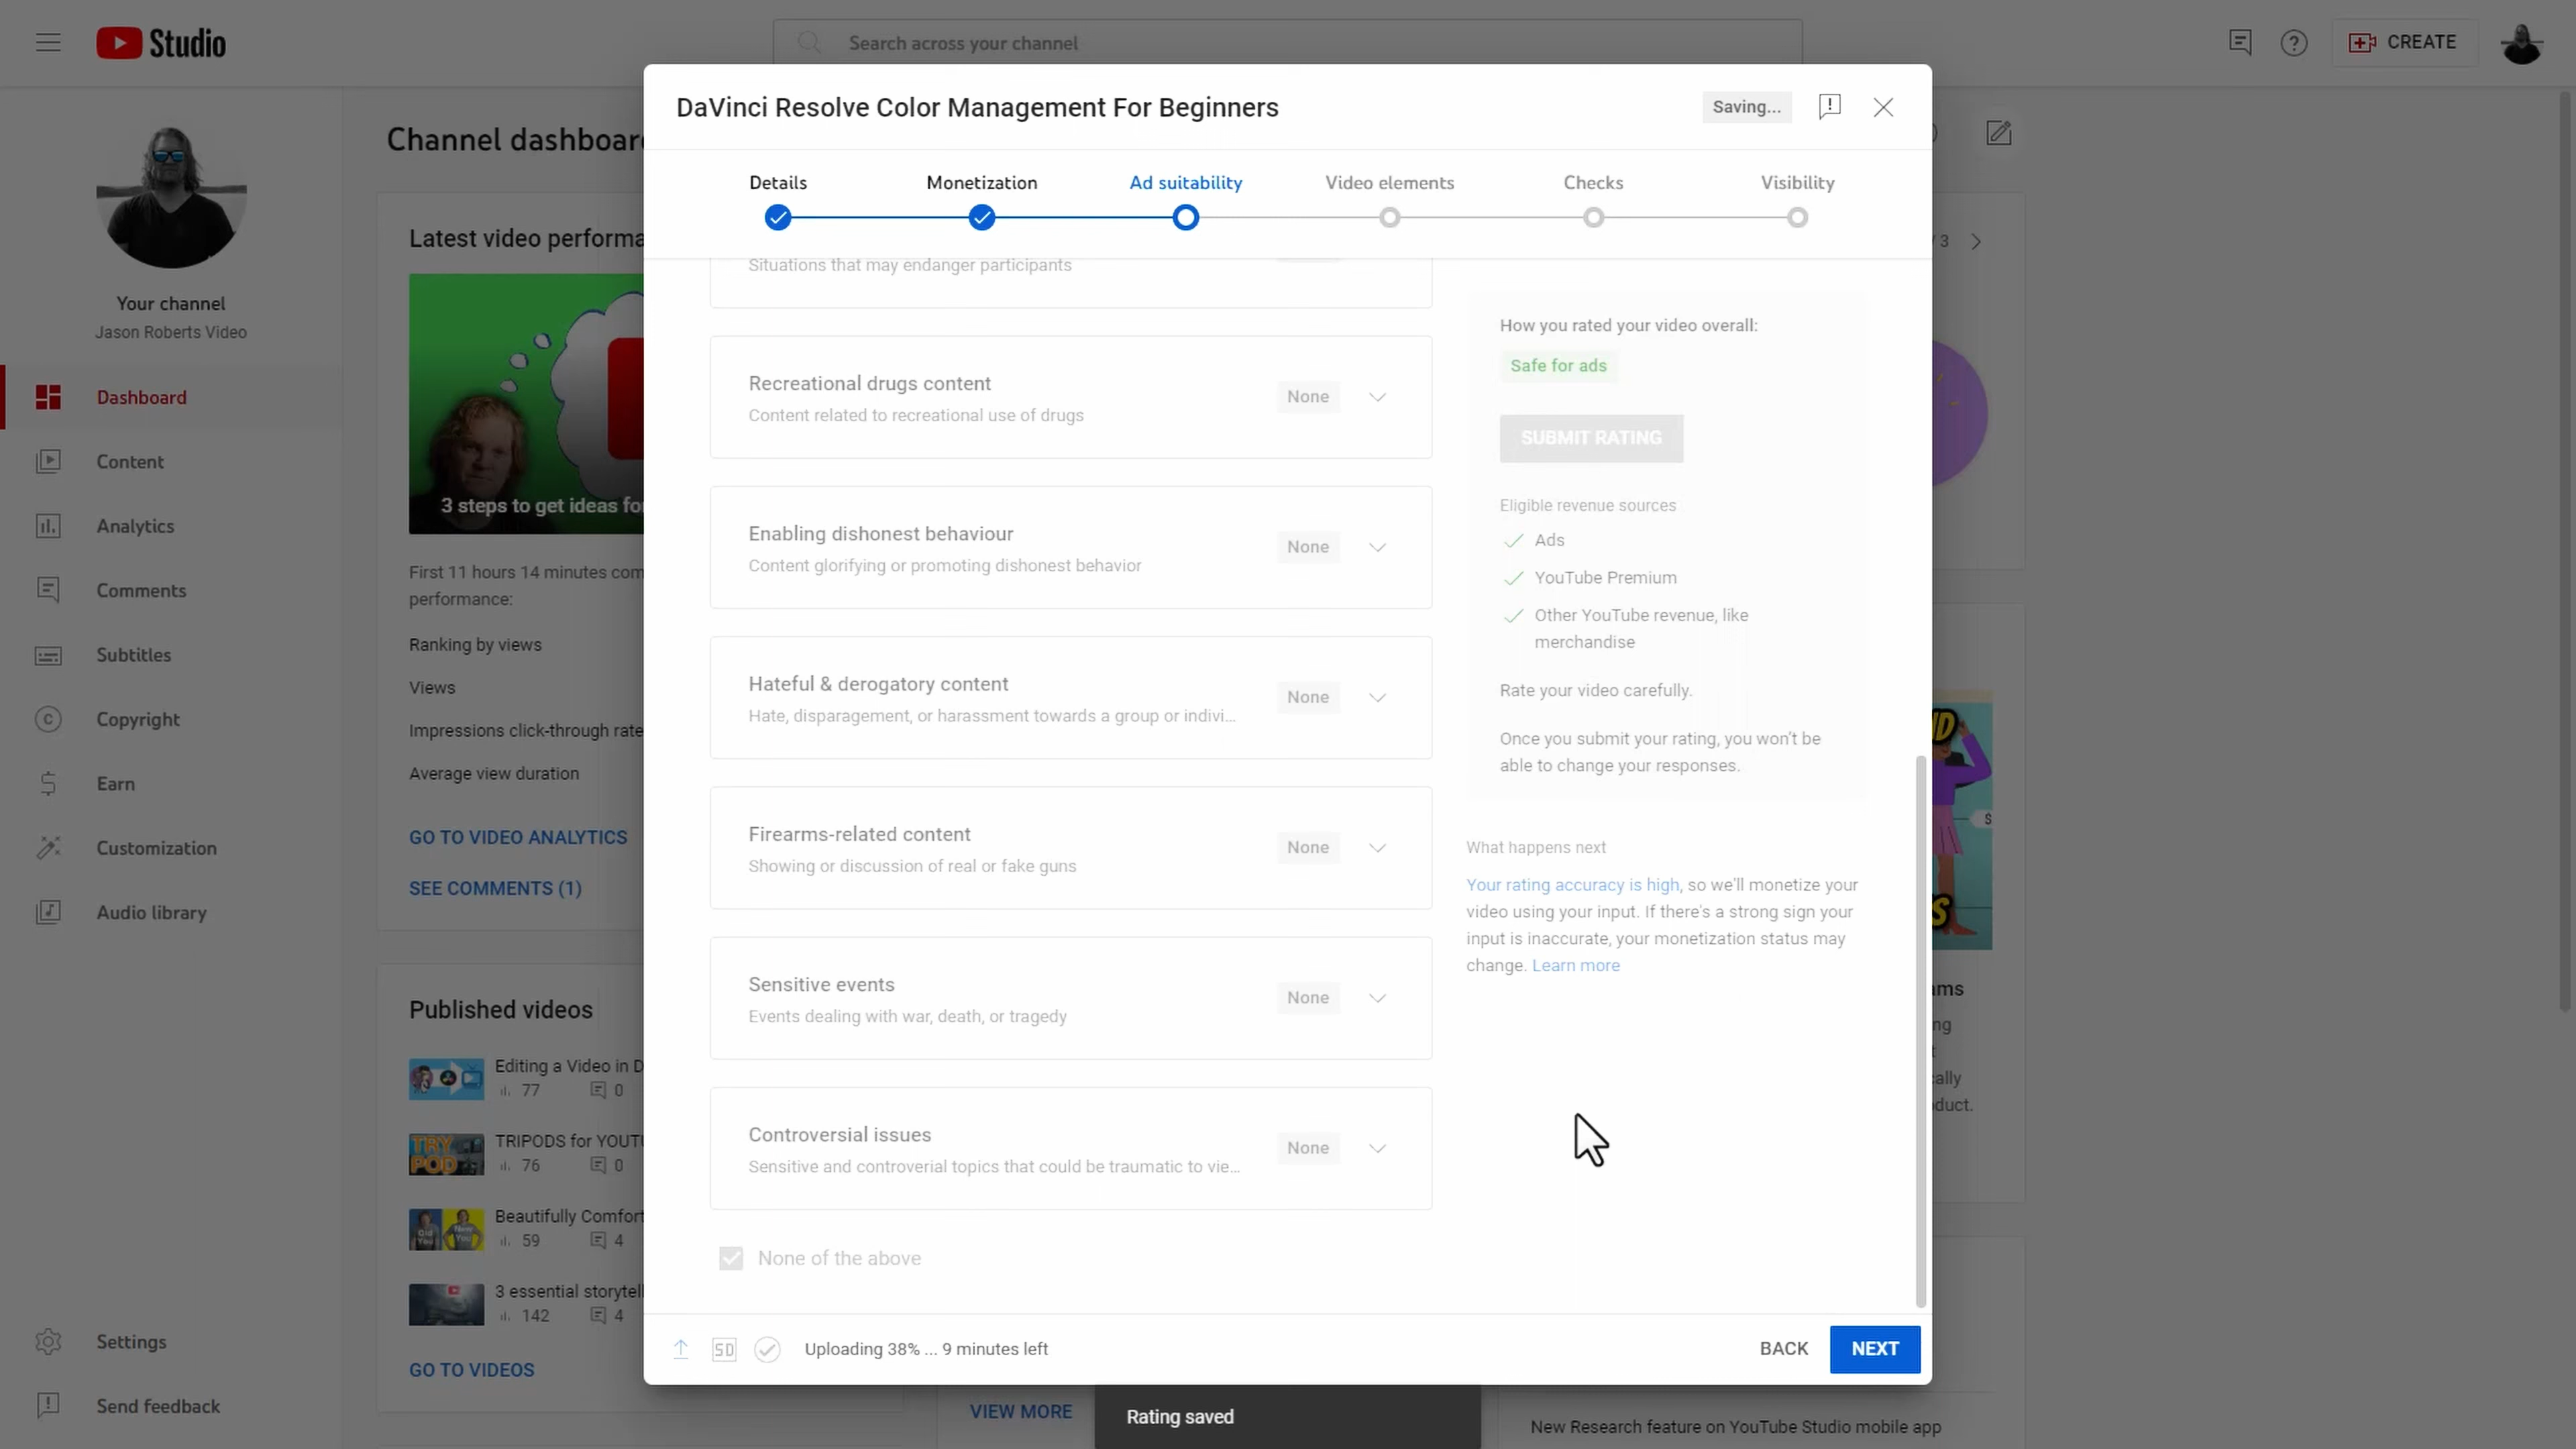 Studio
Search across your channel
CREATE
Channel dashboard
Your channel
Jason Roberts Video
Dashboard
Content
Analytics
Comments
Subtitles
Copyright
Earn
Customization
Audio library
Settings
Send feedback
Latest video performa
3 steps to get ideas for
First 11 hours 14 minutes com
performance:
Ranking by views
Views
Impressions click-through rate
Average view duration
GO TO VIDEO ANALYTICS
SEE COMMENTS (1)
Published videos
Editing a Video in D
77 0
TRY
POD
TRIPODS for YOUTU
76 0
Beautifully Comfort
59 4
3 essential storytell
142 4
GO TO VIDEOS
DaVinci Resolve Color Management For Beginners
Saving...
Details
Monetization
Ad suitability
Video elements
Checks
Visibility
Situations that may endanger participants
Recreational drugs content
Content related to recreational use of drugs
None
Enabling dishonest behaviour
Content glorifying or promoting dishonest behavior
None
Hateful & derogatory content
Hate, disparagement, or harassment towards a group or indivi...
None
Firearms-related content
Showing or discussion of real or fake guns
None
Sensitive events
Events dealing with war, death, or tragedy
None
Controversial issues
Sensitive and controverial topics that could be traumatic to vie...
None
None of the above
How you rated your video overall:
Safe for ads
SUBMIT RATING
Eligible revenue sources
Ads
YouTube Premium
Other YouTube revenue, like
merchandise
Rate your video carefully.
Once you submit your rating, you won't be
able to change your responses.
What happens next
Your rating accuracy is high, so we'll monetize your
video using your input. If there's a strong sign your
input is inaccurate, your monetization status may
change. Learn more
SD
Uploading 38% ... 9 minutes left
BACK
NEXT
/ 3
$
ams
ng
t
cally
duct.
VIEW MORE
Rating saved
New Research feature on YouTube Studio mobile app